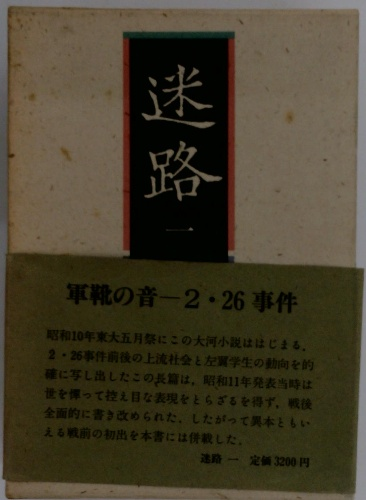 迷路
一
軍靴の音―2・26事件
昭和10年東大五月祭にこの大河小説ははじまる。
2・26事件前後の上流社会と左翼学生の動向を的
確に写し出したこの長篇は、昭和11年発表当時は
世を憚って控え目な表現をとらざるを得ず、戦後
全面的に書き改められた。したがって異本ともい
える戦前の初出を本書には併載した。
迷路 一 定価3200円